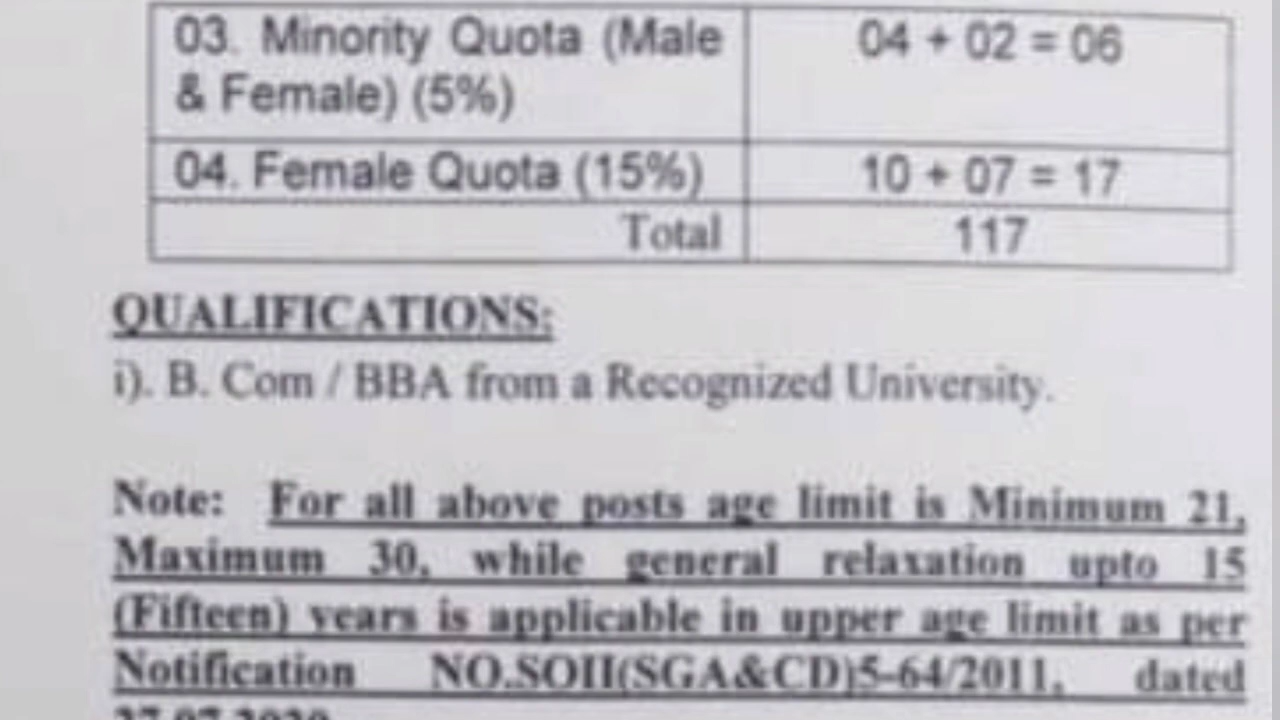 03. Minority Quota (Male
& Female) (5%)
04 + 02 = 06
04. Female Quota (15%)
10 + 07 = 17
Total
117
QUALIFICATIONS:
i). B. Com / BBA from a Recognized University.
Note: For all above posts age limit is Minimum 21,
Maximum 30, while general relaxation upto 15
(Fifteen) years is applicable in upper age limit as per
Notification NO.SOII(SGA&CD)5-64/2011, dated